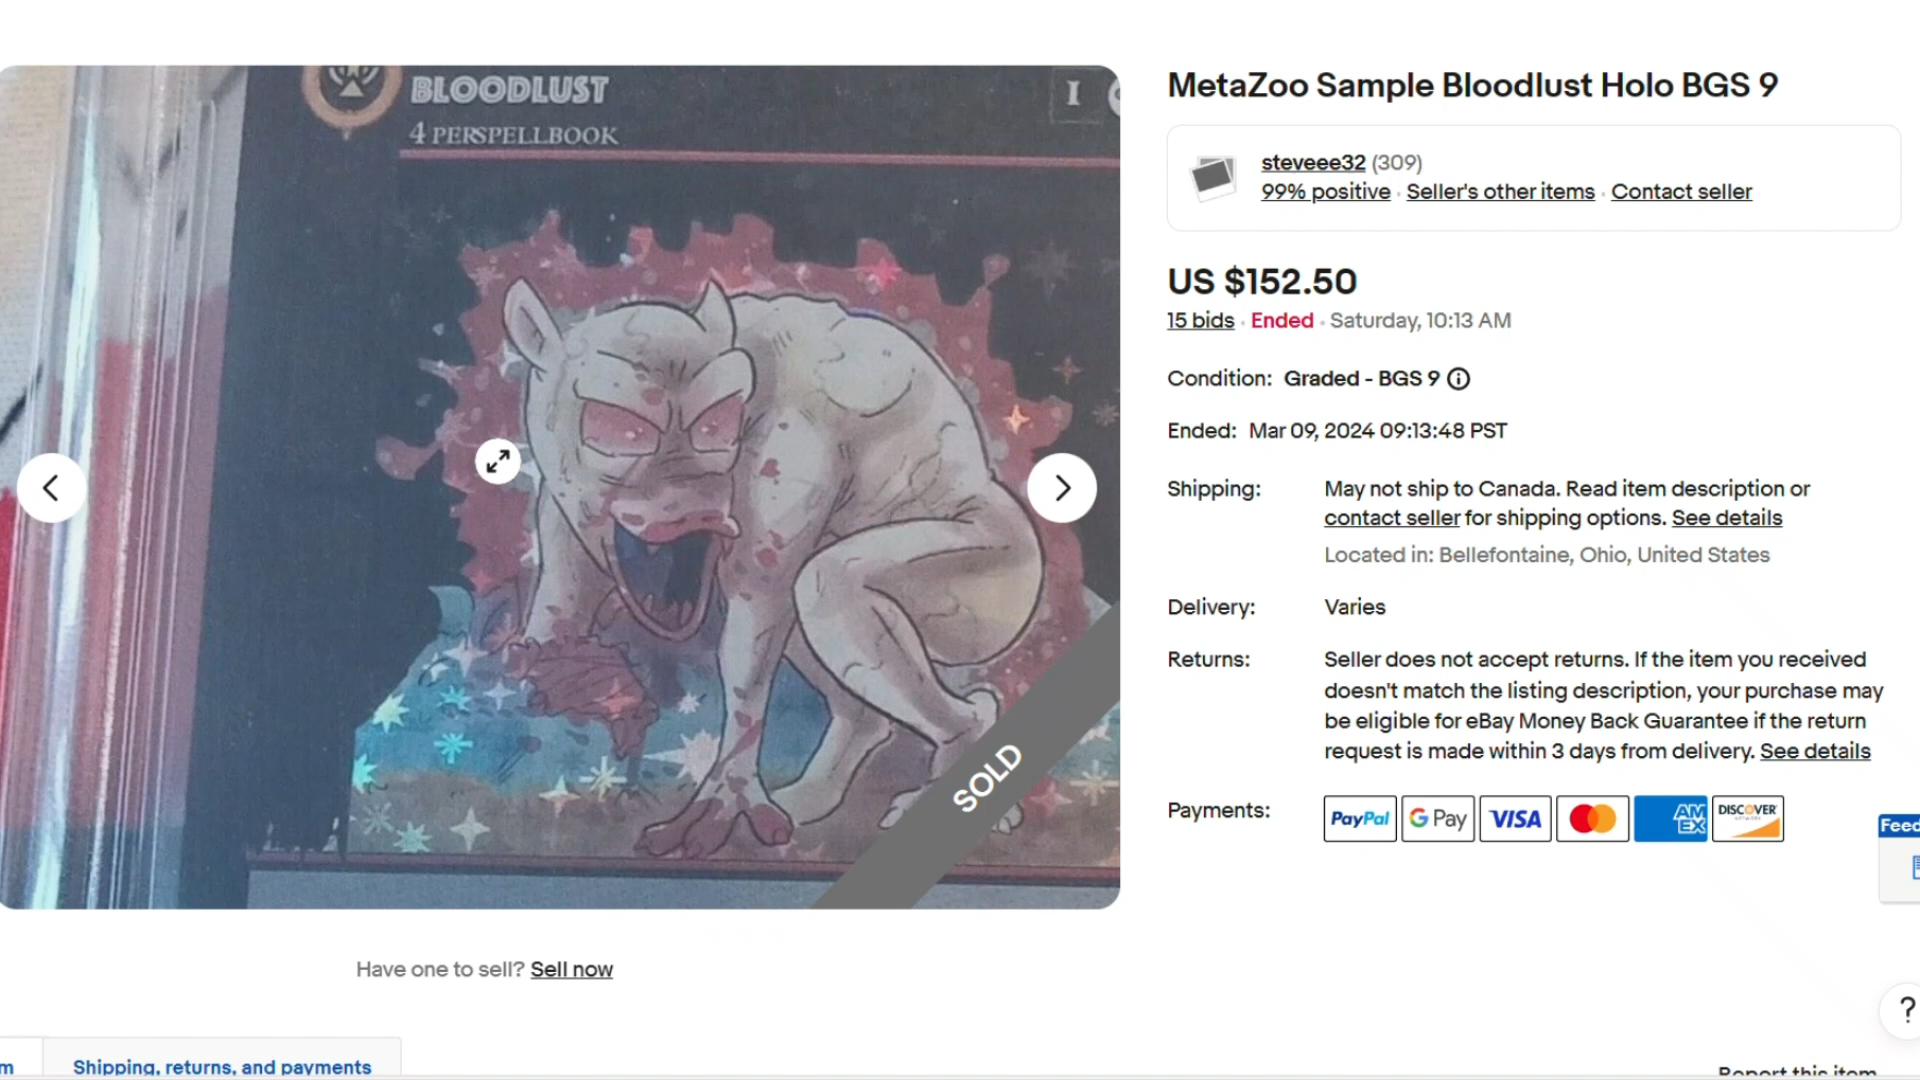 BLOODLUST
I
4 PERSPELLBOOK
SOLD
Have one to sell? Sell now
m
Shipping, returns, and payments
MetaZoo Sample Bloodlust Holo BGS 9
steveee32 (309)
99% positive · Seller's other items · Contact seller
US $152.50
15 bids · Ended · Saturday, 10:13 AM
Condition: Graded - BGS 9
Ended: Mar 09, 2024 09:13:48 PST
Shipping: May not ship to Canada. Read item description or
contact seller for shipping options. See details
Located in: Bellefontaine, Ohio, United States
Delivery: Varies
Returns: Seller does not accept returns. If the item you received
doesn't match the listing description, your purchase may
be eligible for eBay Money Back Guarantee if the return
request is made within 3 days from delivery. See details
Payments: PayPal G Pay VISA AM EX DISCOVER
Feed
?
Report this item